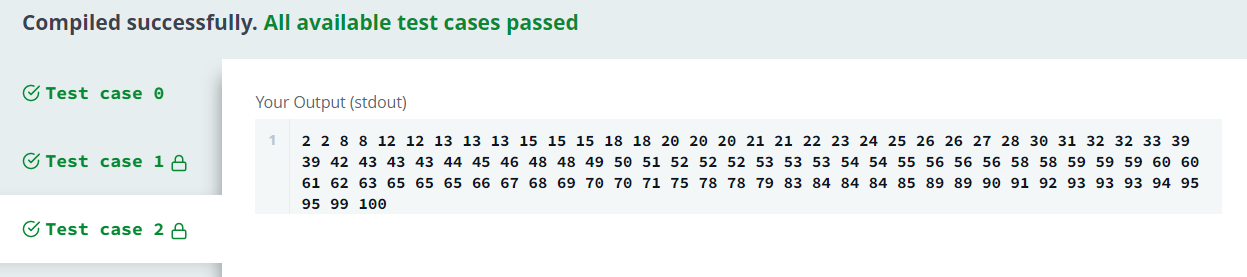 Compiled successfully. All available test cases passed
Test case 0
Test case 1
Test case 2
Your Output (stdout)
1
2 2 8 8 12 12 13 13 13 15 15 15 18 18 20 20 20 21 21 22 23 24 25 26 26 27 28 30 31 32 32 33 39
39 42 43 43 43 44 45 46 48 48 49 50 51 52 52 52 53 53 53 54 54 55 56 56 56 58 58 59 59 59 60 60
61 62 63 65 65 65 66 67 68 69 70 70 71 75 78 78 79 83 84 84 84 85 89 89 90 91 92 93 93 93 94 95
95 99 100